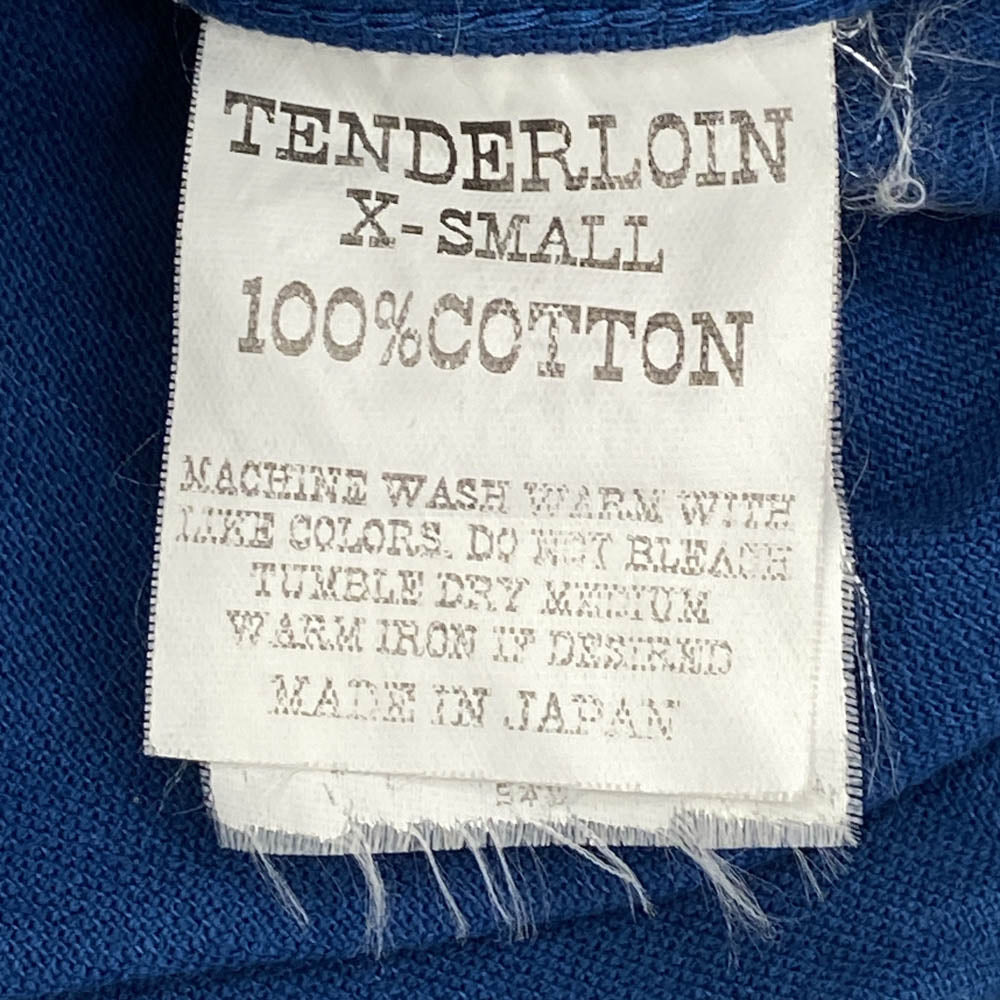 TENDERLOIN
X-SMALL
100%COTTON
MACHINE WASH WARM WITH
LIKE COLORS. DO NOT BLEACH
TUMBLE DRY MEDIUM
WARM IRON IF DESIRED
MADE IN JAPAN